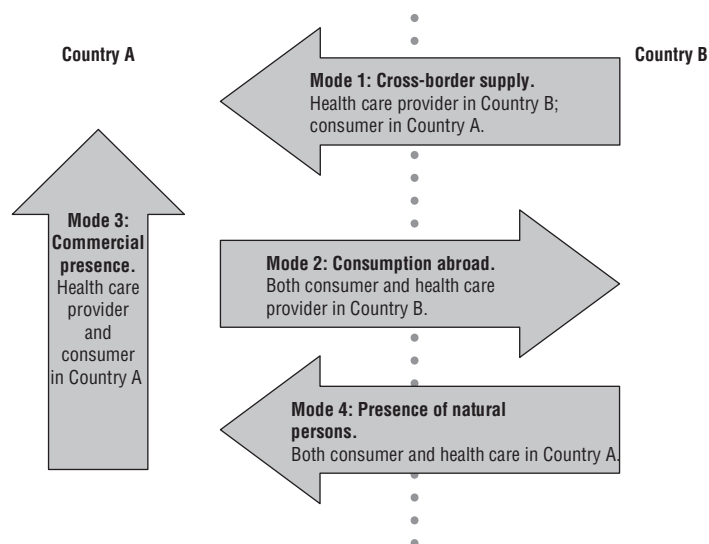 Country A
Country B
Mode 1: Cross-border supply.
Health care provider in Country B;
consumer in Country A.
Mode 3:
Commercial
presence.
Health care
provider
and
consumer
in Country A
Mode 2: Consumption abroad.
Both consumer and health care
provider in Country B.
Mode 4: Presence of natural
persons.
Both consumer and health care in Country A.